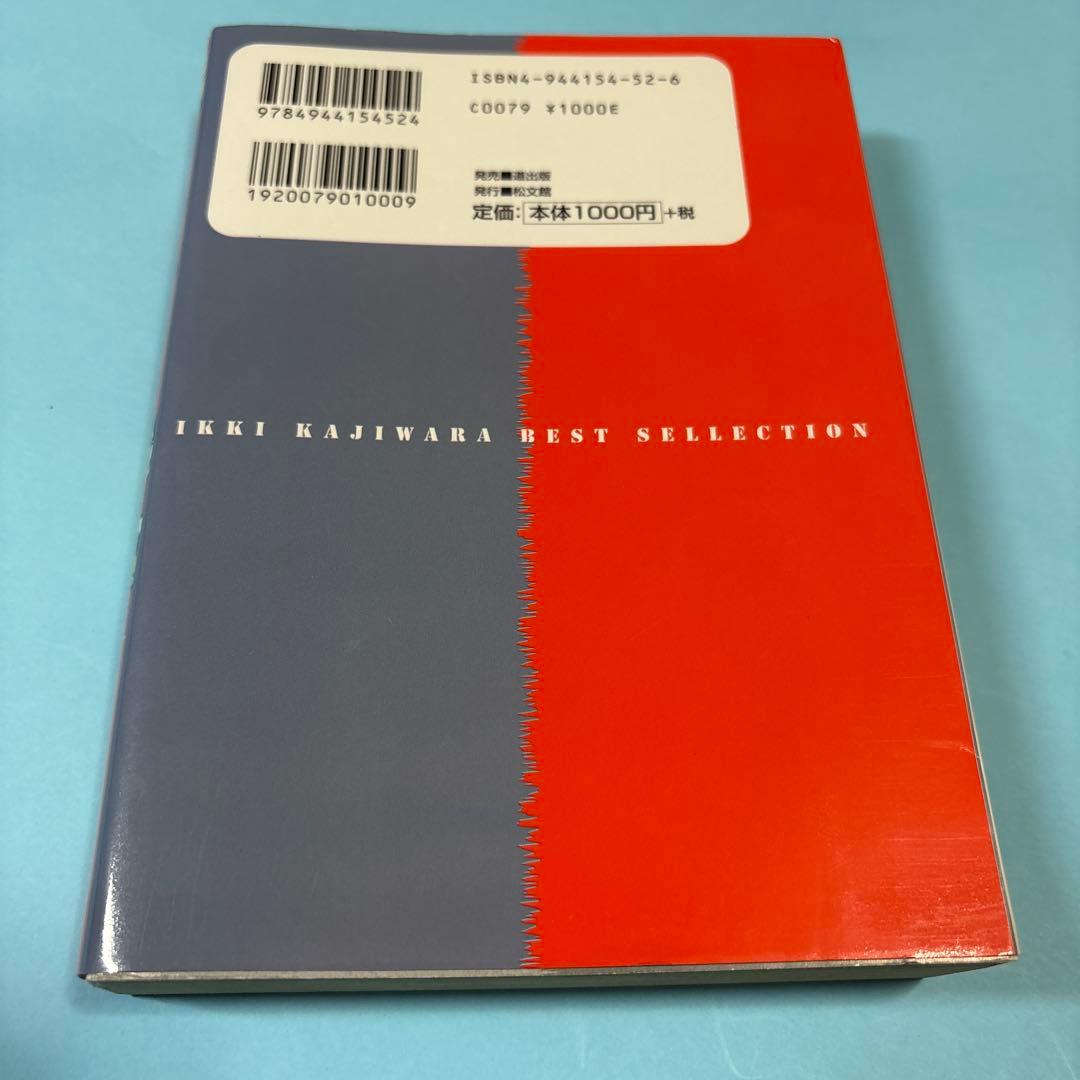 ISBN4-944154-52-6
C0079 ¥1000E
9784944154524
1920079010009
発売■道出版
発行■松文館
定価：本体1000円+税
IKKI KAJIWARA BEST SELLECTION